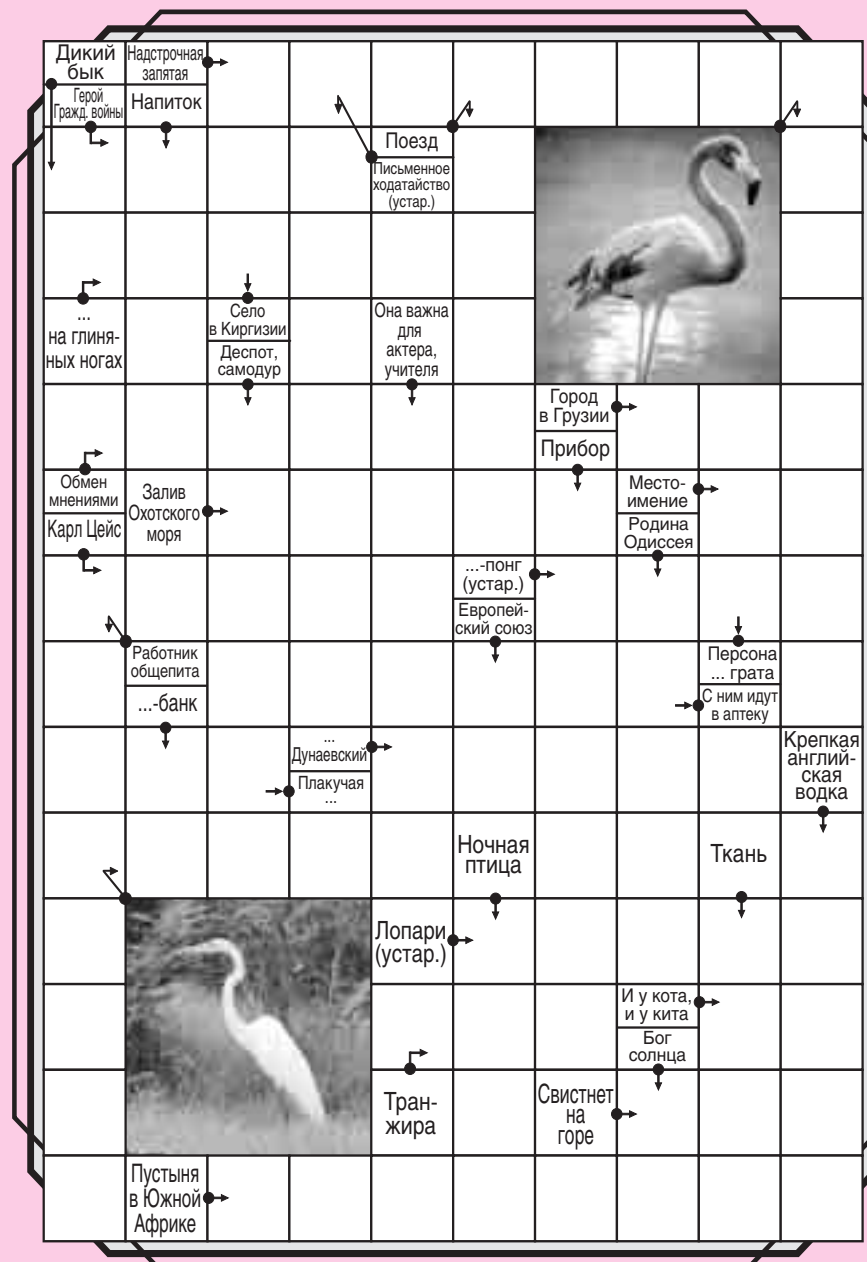 Дикий
бык
Надстрочная
запятая
Герой
Гражд. войны
Напиток
Поезд
Письменное
ходатайство
(устар.)
...
на глиня-
ных ногах
Село
в Киргизии
Деспот,
самодур
Она важна
для
актера,
учителя
Город
в Грузии
Прибор
Обмен
мнениями
Карл Цейс
Залив
Охотского
моря
Место-
имение
Родина
Одиссея
...-понг
(устар.)
Европей-
ский союз
Работник
общепита
...-банк
Персона
... грата
С ним идут
в аптеку
...
Дунаевский
Плакучая
...
Крепкая
англий-
ская
водка
Ночная
птица
Ткань
Лопари
(устар.)
И у кота,
и у кита
Бог
солнца
Тран-
жира
Свистнет
на
горе
Пустыня
в Южной
Африке